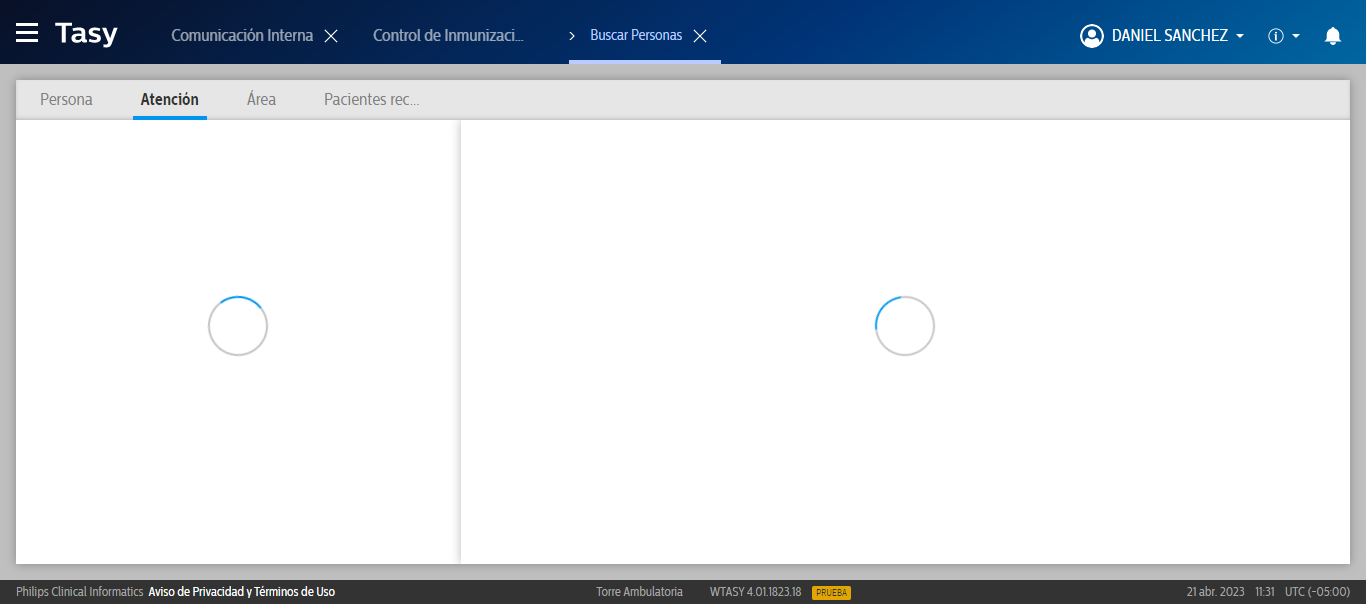 Tasy Comunicación Interna Control de Inmunizaci... Buscar Personas DANIEL SANCHEZ
Persona Atención Área Pacientes rec...
Philips Clinical Informatics Aviso de Privacidad y Términos de Uso Torre Ambulatoria WTASY 4.01.1823.18 PRUEBA 21 abr. 2023 11:31 UTC (-05:00)